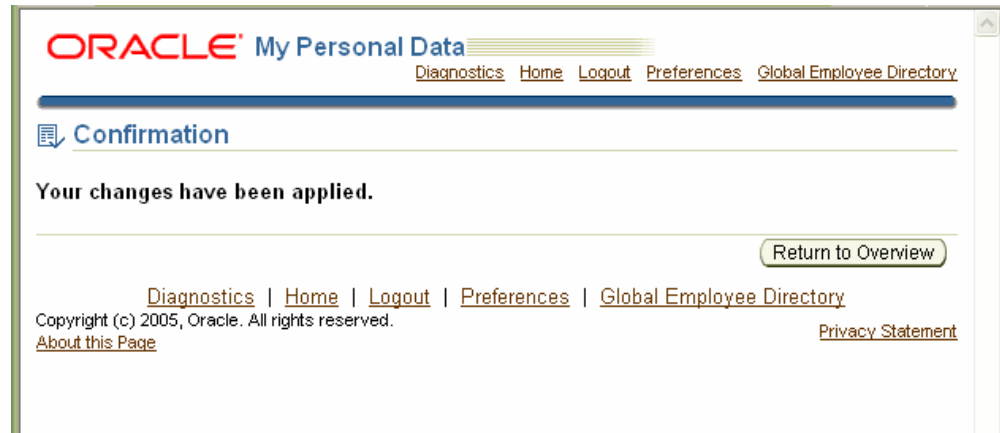 ORACLE® My Personal Data
Diagnostics Home Logout Preferences Global Employee Directory
Confirmation
Your changes have been applied.
Return to Overview
Diagnostics | Home | Logout | Preferences | Global Employee Directory
Copyright (c) 2005, Oracle. All rights reserved.
About this Page
Privacy Statement